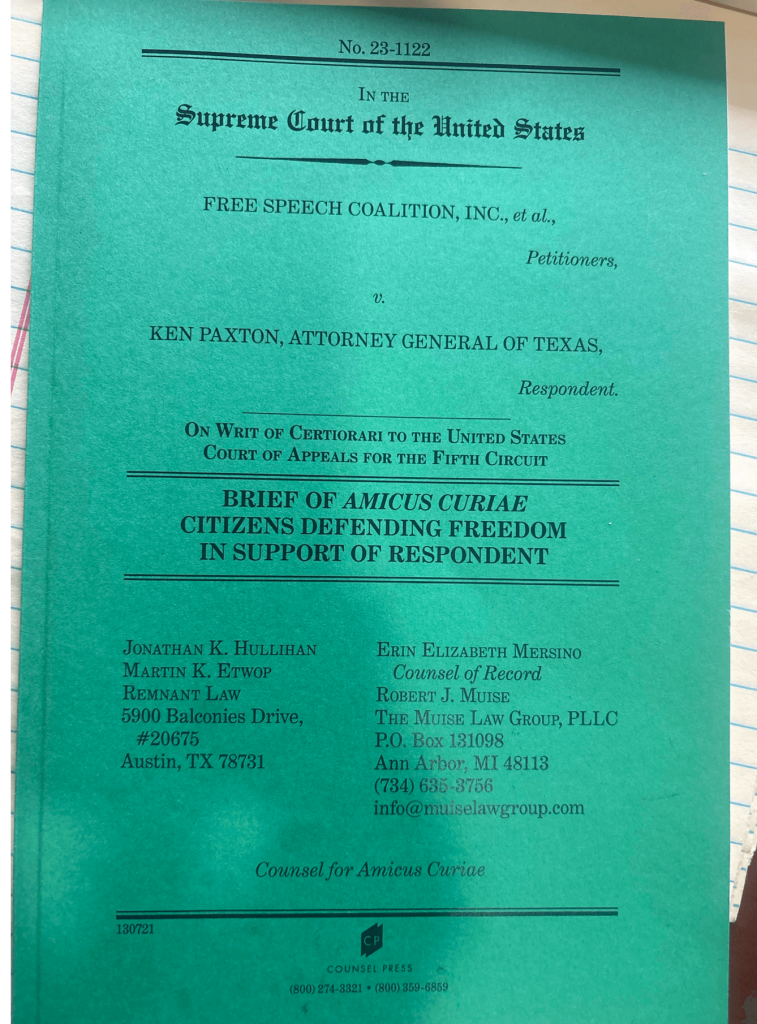 No. 23-1122
IN THE
Supreme Court of the United States
FREE SPEECH COALITION, INC., et al.,
Petitioners,
v.
KEN PAXTON, ATTORNEY GENERAL OF TEXAS,
Respondent.
ON WRIT OF CERTIORARI TO THE UNITED STATES
COURT OF APPEALS FOR THE FIFTH CIRCUIT
BRIEF OF AMICUS CURIAE
CITIZENS DEFENDING FREEDOM
IN SUPPORT OF RESPONDENT
JONATHAN K. HULLIHAN
MARTIN K. ETWOP
REMNANT LAW
5900 Balconies Drive,
#20675
Austin, TX 78731
ERIN ELIZABETH MERSINO
Counsel of Record
ROBERT J. MUISE
THE MUISE LAW GROUP, PLLC
P.O. Box 131098
Ann Arbor, MI 48113
(734) 635-3756
info@muiselawgroup.com
Counsel for Amicus Curiae
130721
CP
COUNSEL PRESS
(800) 274-3321 • (800) 359-6859